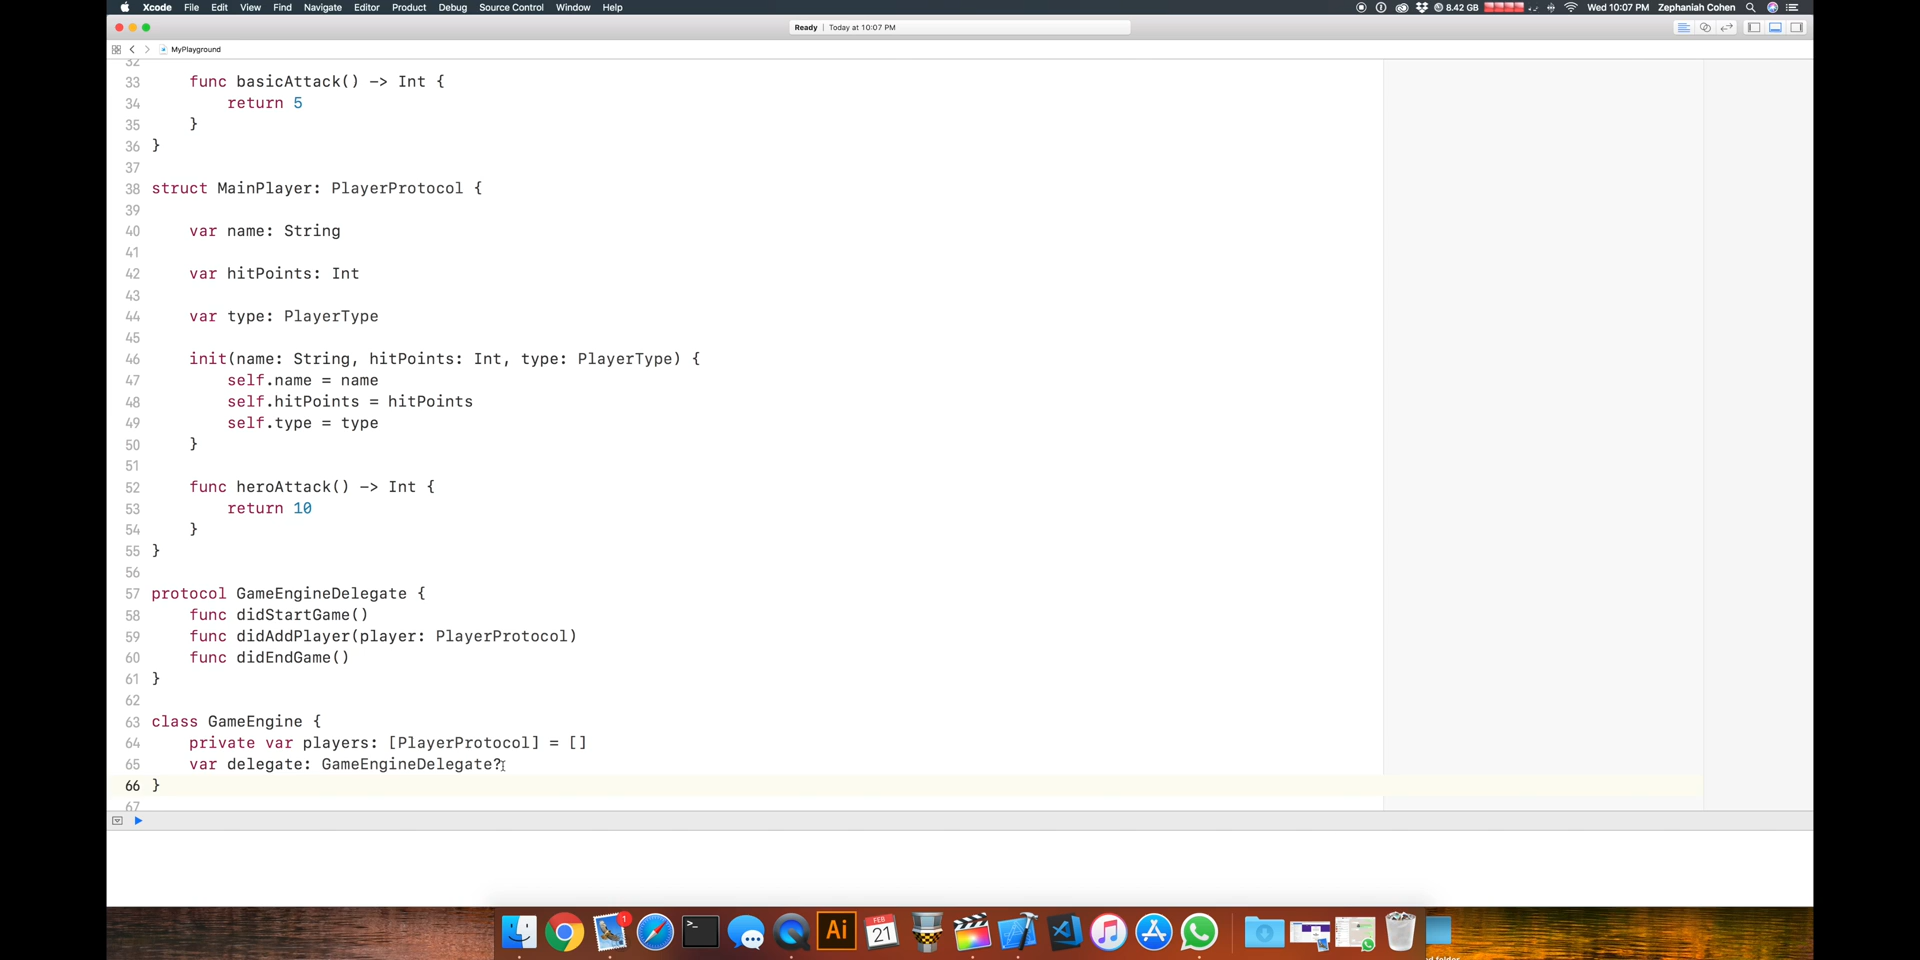 Xcode File Edit View Find Navigate Editor Product Debug Source Control Window Help 8.42 GB Wed 10:07 PM Zephaniah Cohen
Ready | Today at 10:07 PM
MyPlayground
32
33 func basicAttack() -> Int {
34 return 5
35 }
36 }
37
38 struct MainPlayer: PlayerProtocol {
39
40 var name: String
41
42 var hitPoints: Int
43
44 var type: PlayerType
45
46 init(name: String, hitPoints: Int, type: PlayerType) {
47 self.name = name
48 self.hitPoints = hitPoints
49 self.type = type
50 }
51
52 func heroAttack() -> Int {
53 return 10
54 }
55 }
56
57 protocol GameEngineDelegate {
58 func didStartGame()
59 func didAddPlayer(player: PlayerProtocol)
60 func didEndGame()
61 }
62
63 class GameEngine {
64 private var players: [PlayerProtocol] = []
65 var delegate: GameEngineDelegate?
66 }
67
1
>_
Ai
FEB
21
d folder